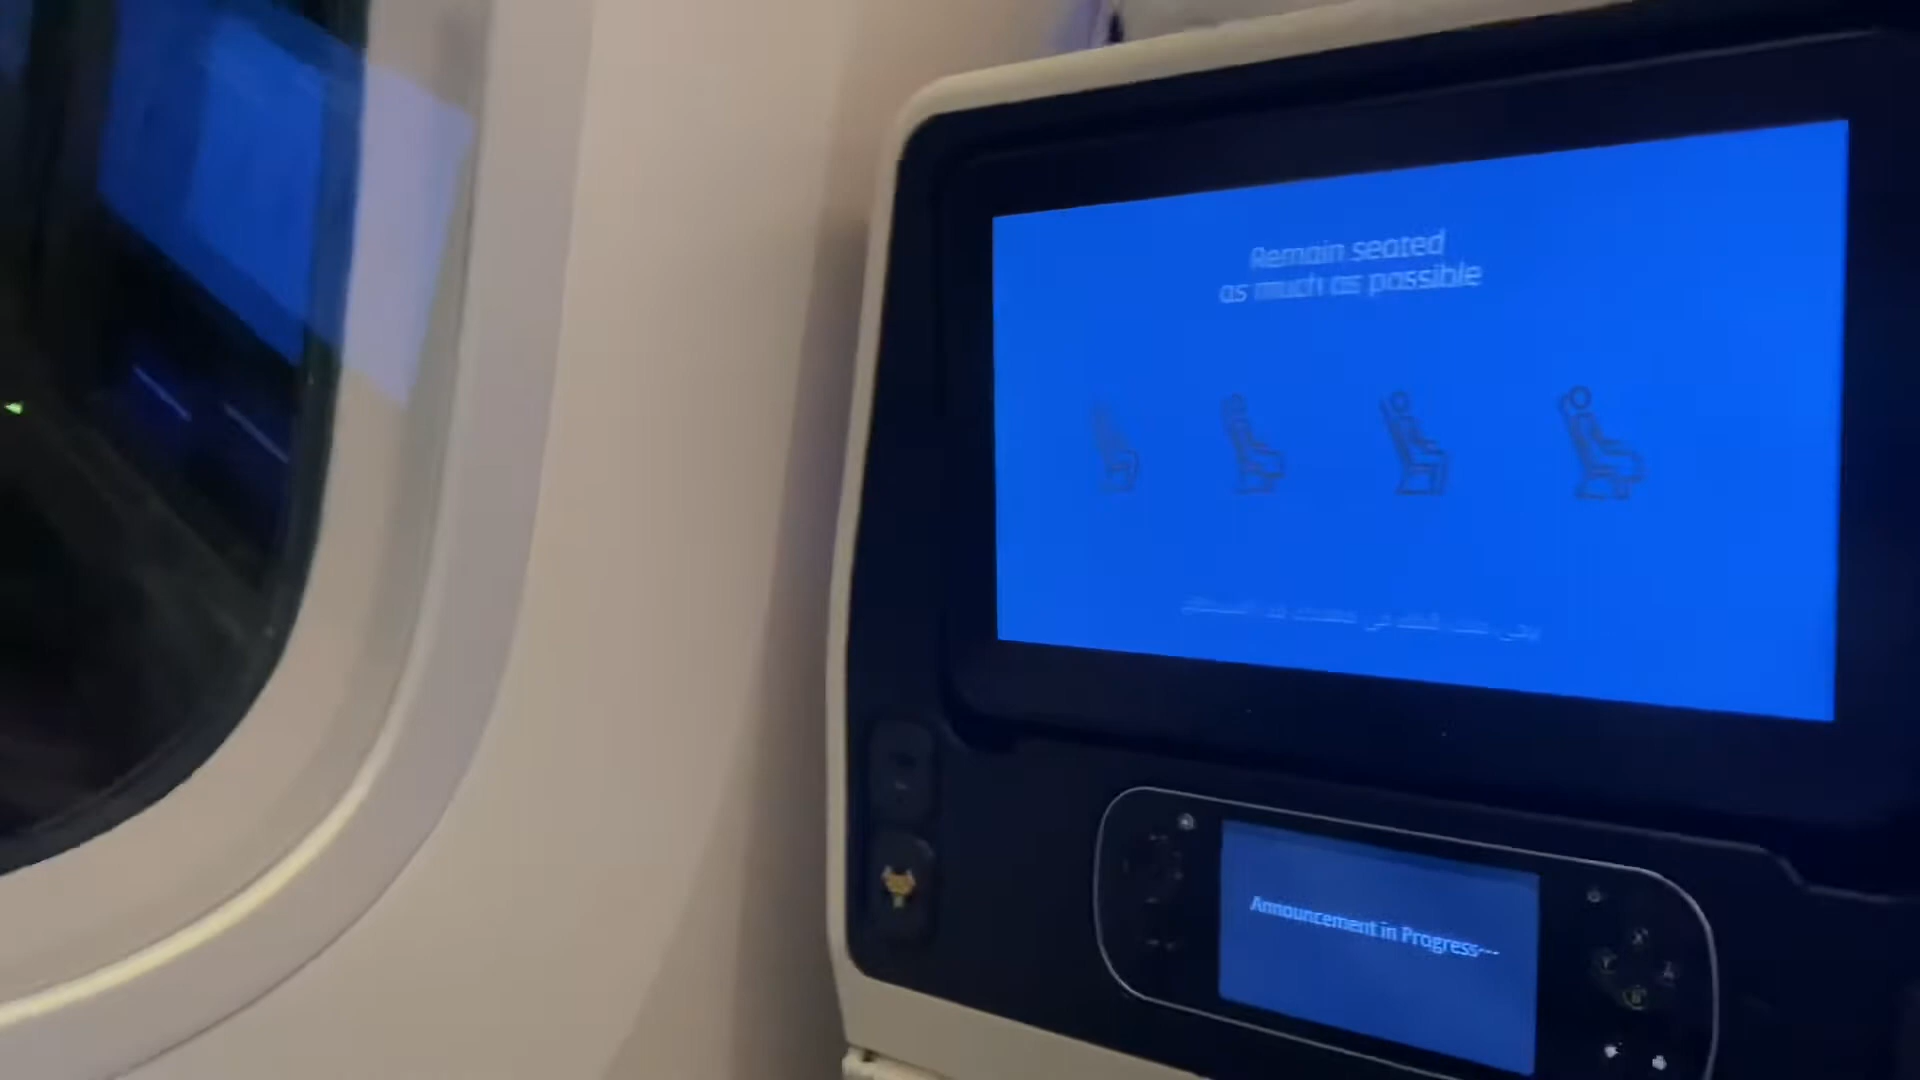 Remain seated
as much as possible
Announcement in Progress---
X
Y
B